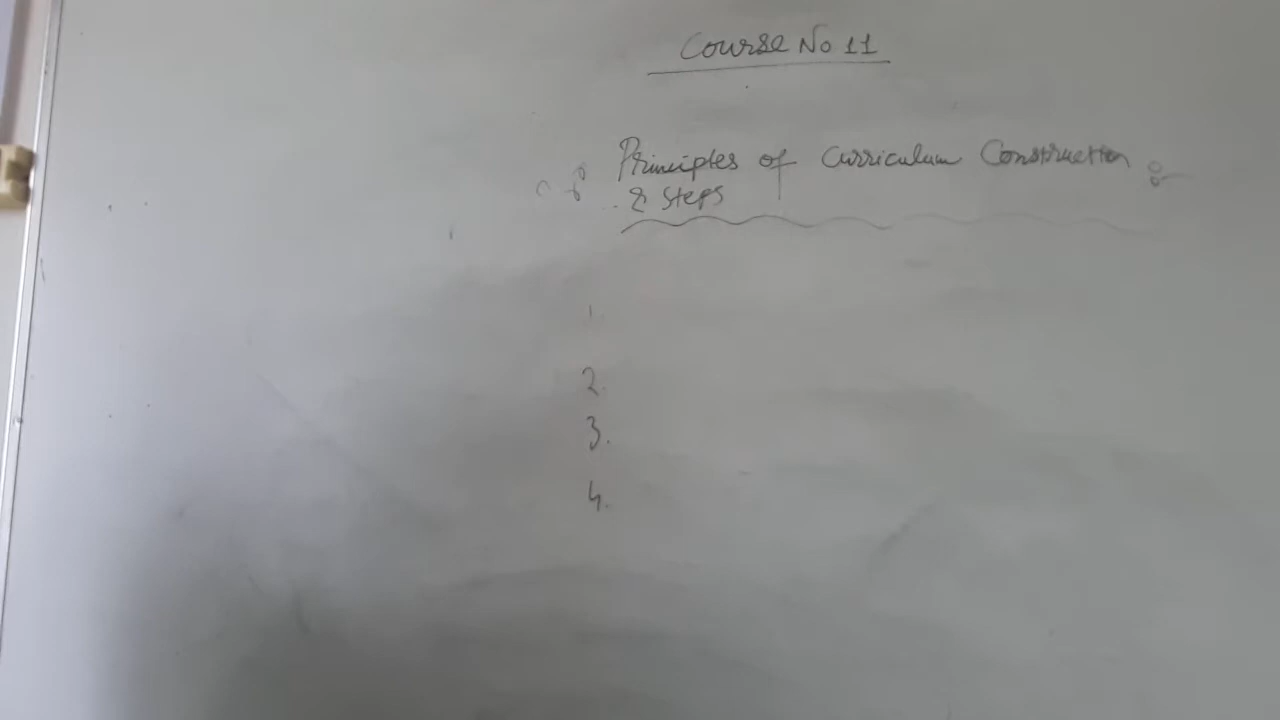 Course No 11
Principles of Curriculum Construction :-
& Steps
1.
2.
3.
4.